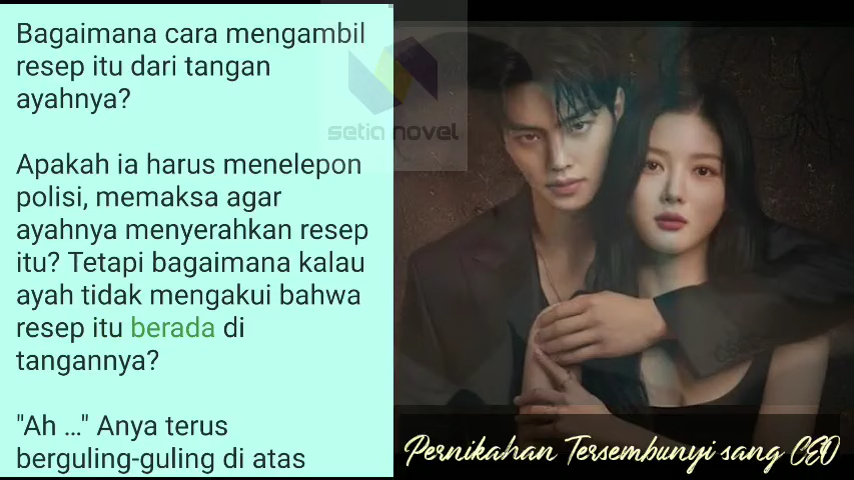 Bagaimana cara mengambil
resep itu dari tangan
ayahnya?
Apakah ia harus menelepon
polisi, memaksa agar
ayahnya menyerahkan resep
itu? Tetapi bagaimana kalau
ayah tidak mengakui bahwa
resep itu berada di
tangannya?
"Ah ..." Anya terus
berguling-guling di atas
setia novel
Pernikahan Tersembunyi sang CEO